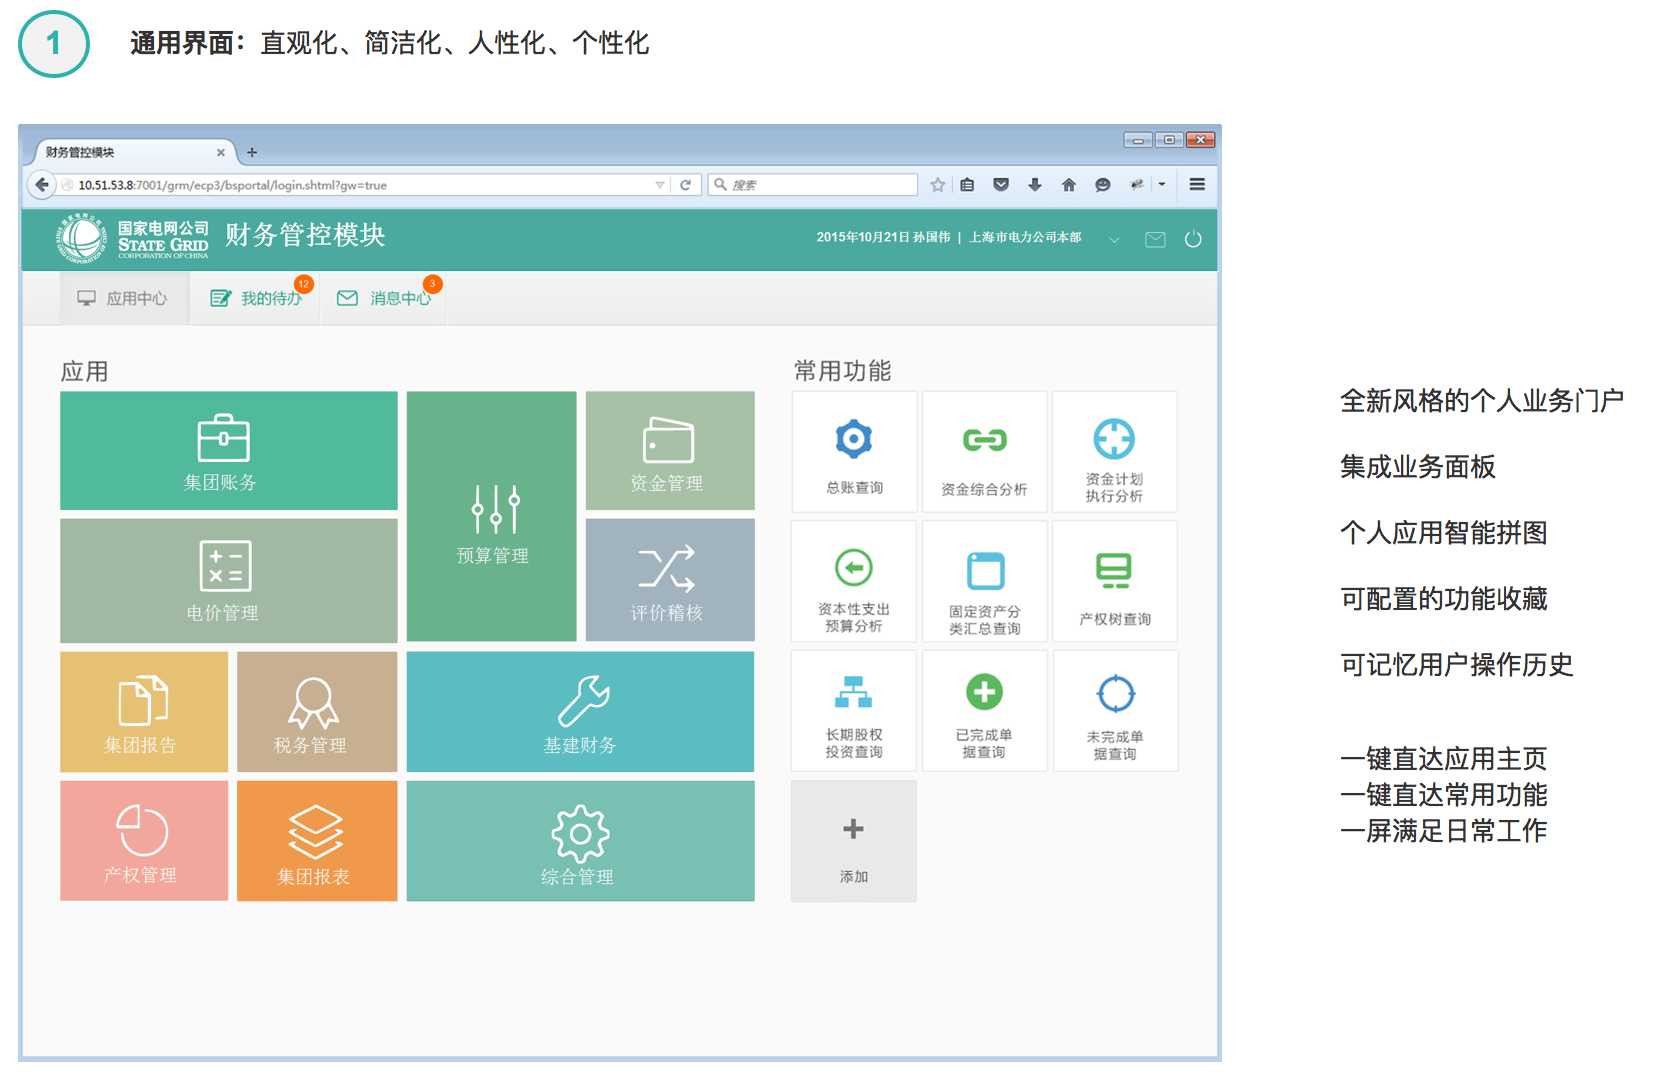 1
通用界面：直观化、简洁化、人性化、个性化
财务管控模块
10.51.53.8:7001/grm/ecp3/bsportal/login.shtml?gw=true
搜索
国家电网公司
STATE GRID
CORPORATION OF CHINA
财务管控模块
2015年10月21日 孙国伟 | 上海市电力公司本部
应用中心
我的待办
12
消息中心
3
应用
集团账务
预算管理
资金管理
电价管理
评价稽核
集团报告
税务管理
基建财务
产权管理
集团报表
综合管理
常用功能
总账查询
资金综合分析
资金计划
执行分析
资本性支出
预算分析
固定资产分
类汇总查询
产权树查询
长期股权
投资查询
已完成单
据查询
未完成单
据查询
添加
全新风格的个人业务门户
集成业务面板
个人应用智能拼图
可配置的功能收藏
可记忆用户操作历史
一键直达应用主页
一键直达常用功能
一屏满足日常工作